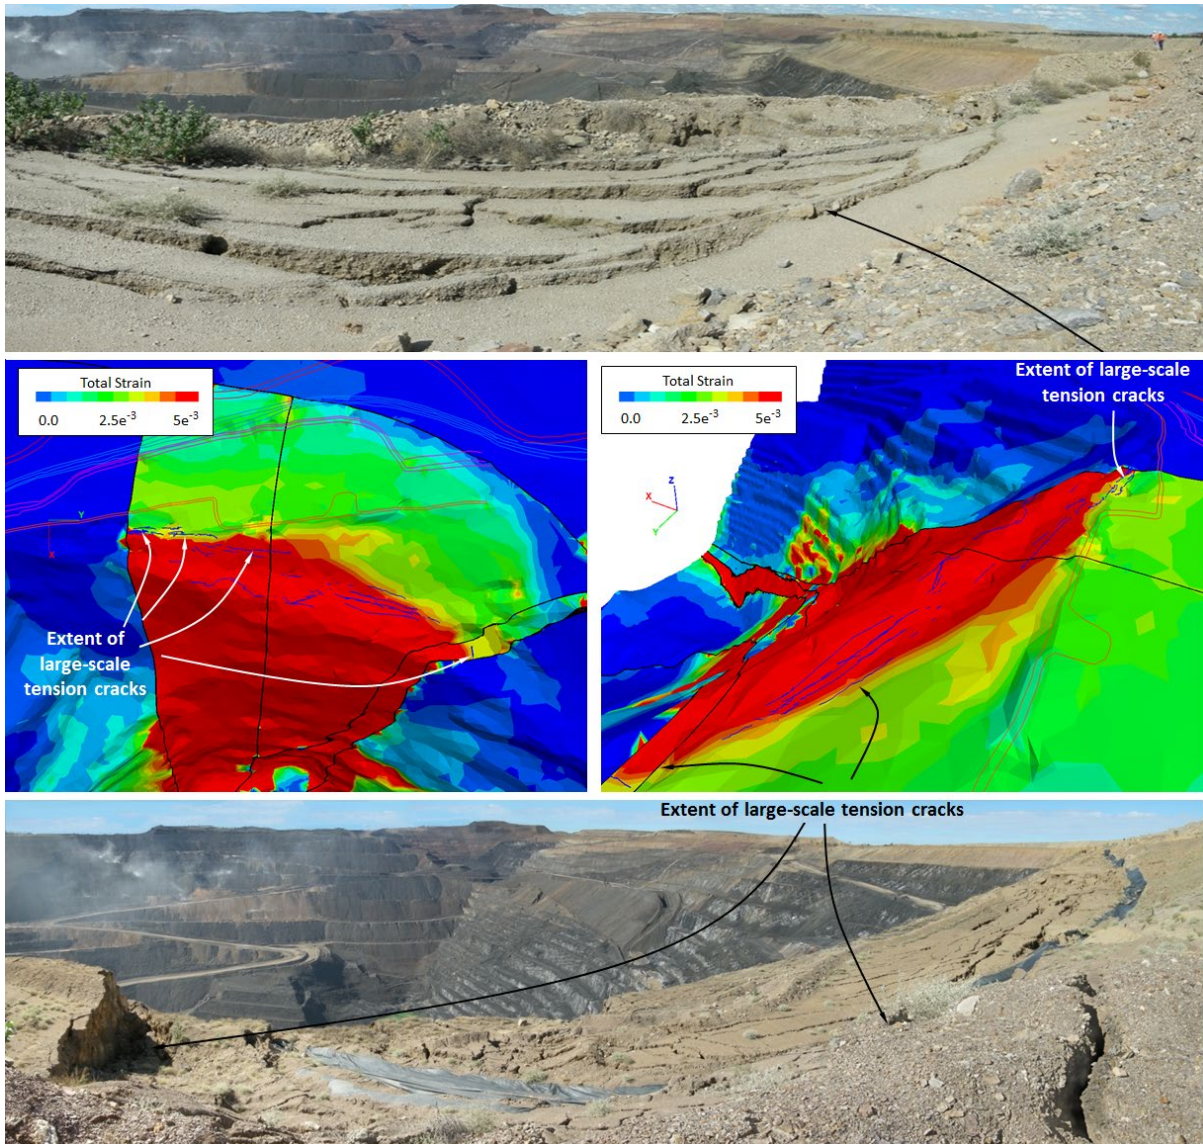 Total Strain
0.0 2.5e-3 5e-3
Y
X
Extent of
large-scale
tension cracks
Total Strain
0.0 2.5e-3 5e-3
Extent of large-scale
tension cracks
Z
X
Y
Extent of large-scale tension cracks